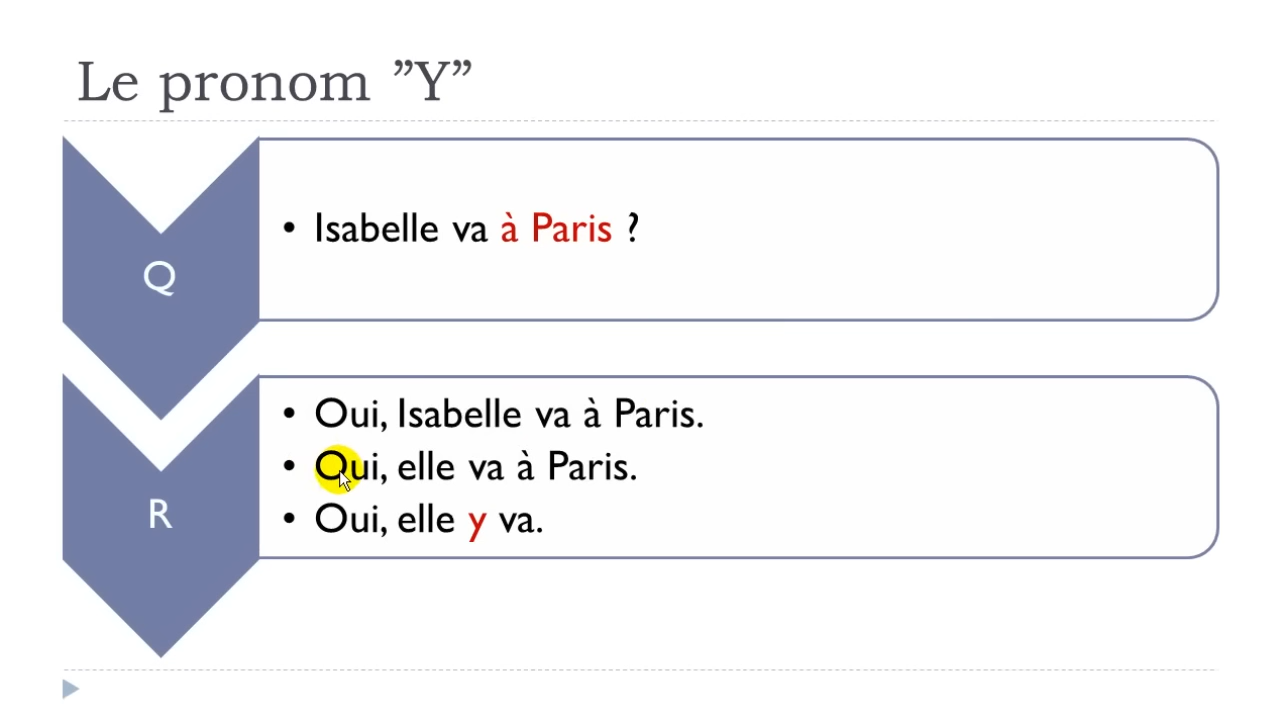 Le pronom ”Y”
Q
• Isabelle va à Paris ?
R
• Oui, Isabelle va à Paris.
• Oui, elle va à Paris.
• Oui, elle y va.